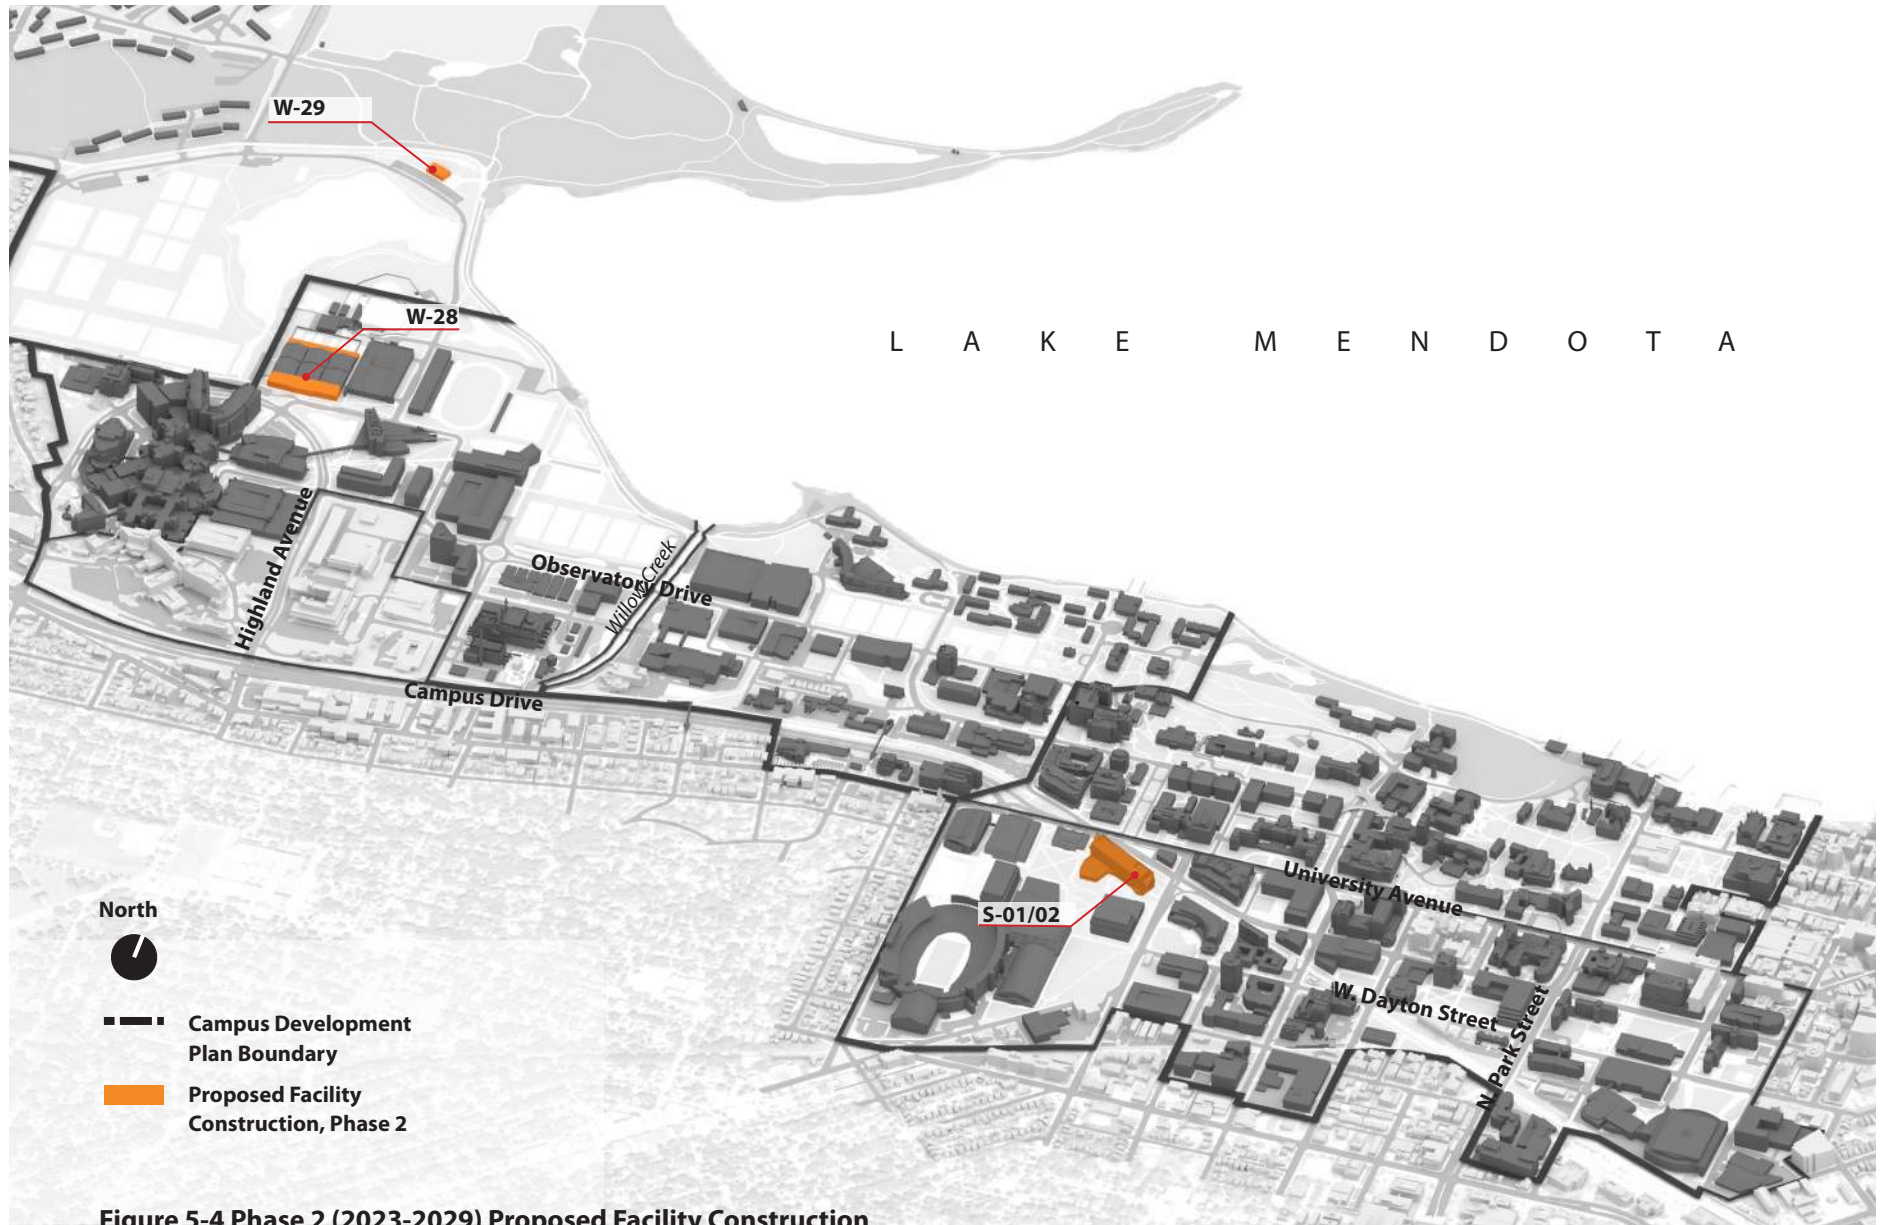 W-29
W-28
LAKE MENDOTA
Highland Avenue
Observatory Drive
Willow Creek
Campus Drive
University Avenue
S-01/02
W. Dayton Street
N. Park Street
North
Campus Development
Plan Boundary
Proposed Facility
Construction, Phase 2
Figure 5-4 Phase 2 (2023-2029) Proposed Facility Construction